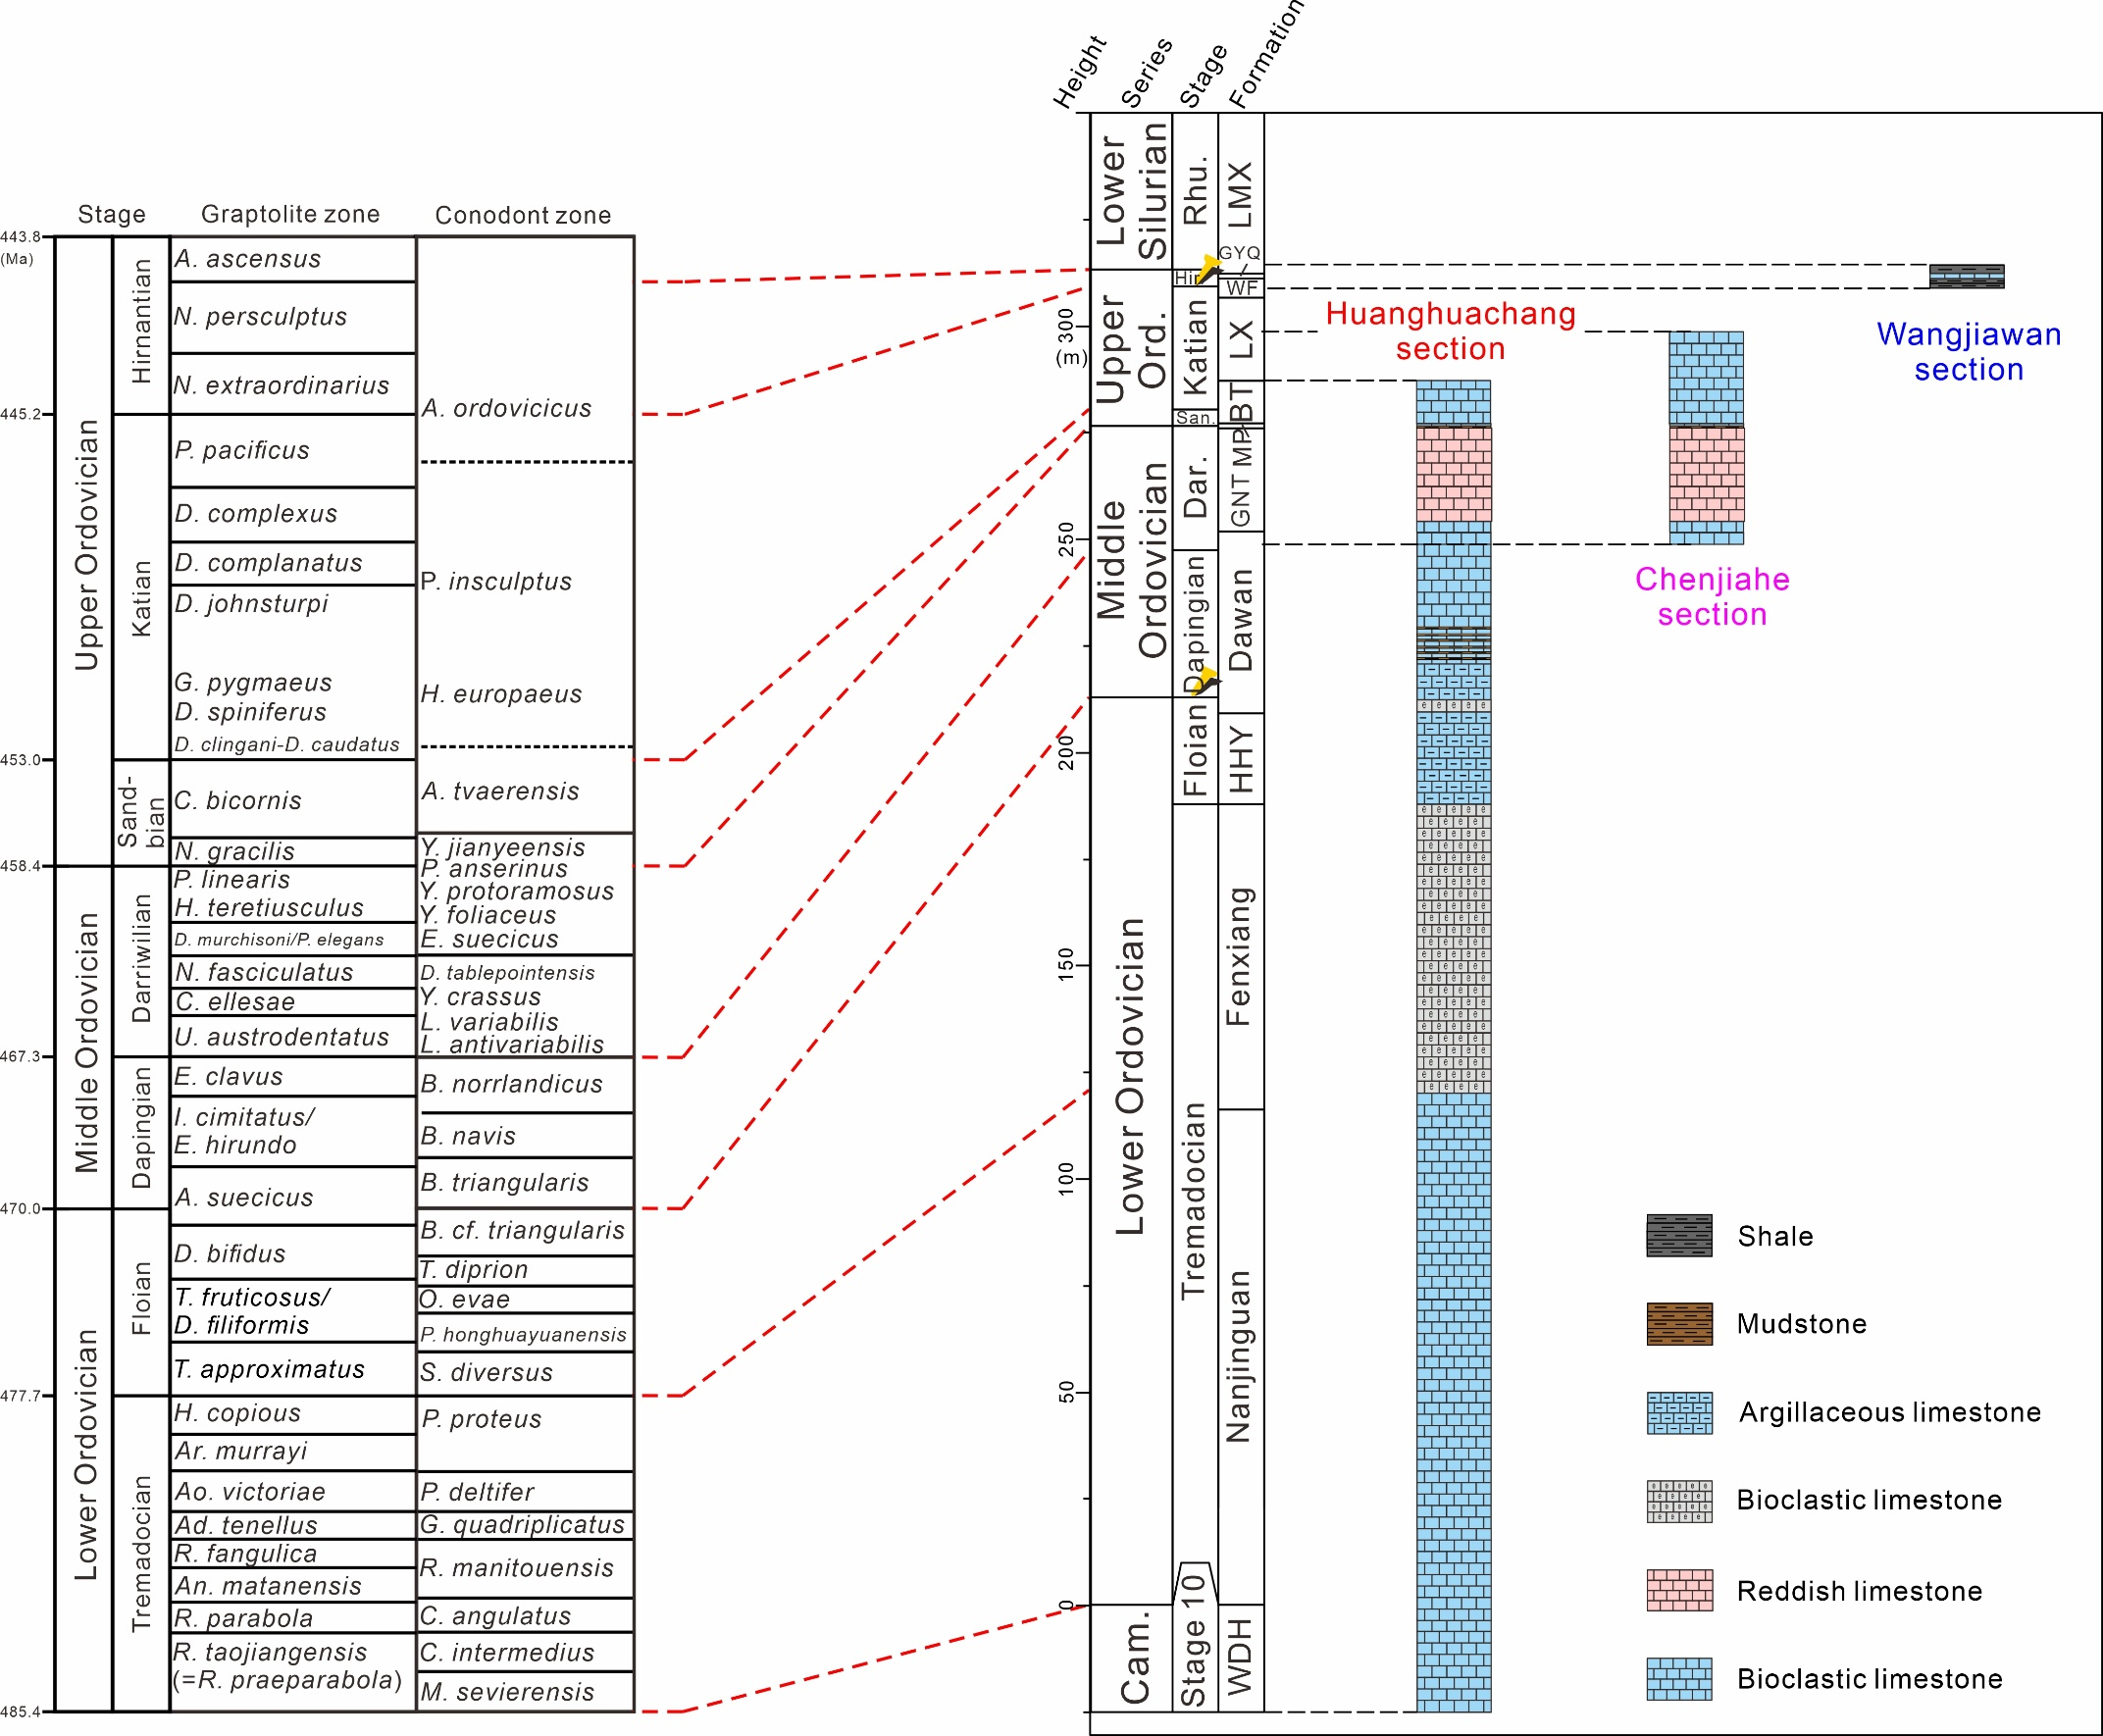 Stage
Graptolite zone
Conodont zone
443.8
(Ma)
445.2
453.0
458.4
467.3
470.0
477.7
485.4
Upper Ordovician
Middle Ordovician
Lower Ordovician
Hirnantian
Katian
Sand-
bian
Darriwilian
Dapingian
Floian
Tremadocian
A. ascensus
N. persculptus
N. extraordinarius
P. pacificus
D. complexus
D. complanatus
D. johnsturpi
G. pygmaeus
D. spiniferus
D. clingani-D. caudatus
C. bicornis
N. gracilis
P. linearis
H. teretiusculus
D. murchisoni/P. elegans
N. fasciculatus
C. ellesae
U. austrodentatus
E. clavus
I. cimitatus/
E. hirundo
A. suecicus
D. bifidus
T. fruticosus/
D. filiformis
T. approximatus
H. copious
Ar. murrayi
Ao. victoriae
Ad. tenellus
R. fangulica
An. matanensis
R. parabola
R. taojiangensis
(=R. praeparabola)
A. ordovicicus
P. insculptus
H. europaeus
A. tvaerensis
Y. jianyeensis
P. anserinus
Y. protoramosus
Y. foliaceus
E. suecicus
D. tablepointensis
Y. crassus
L. variabilis
L. antivariabilis
B. norrlandicus
B. navis
B. triangularis
B. cf. triangularis
T. diprion
O. evae
P. honghuayuanensis
S. diversus
P. proteus
P. deltifer
G. quadriplicatus
R. manitouensis
C. angulatus
C. intermedius
M. sevierensis
Height
Series
Stage
Formation
300
(m)
250
200
150
100
50
0
Lower
Silurian
Upper
Ord.
Middle
Ordovician
Lower Ordovician
Cam.
Rhu.
Hir.
Katian
San.
Dar.
Dapingian
Floian
Tremadocian
Stage 10
LMX
GYQ
WF
LX
BT
MP
GNT
Dawan
HHY
Fenxiang
Nanjinguan
WDH
Huanghuachang
section
Chenjiahe
section
Wangjiawan
section
Shale
Mudstone
Argillaceous limestone
Bioclastic limestone
Reddish limestone
Bioclastic limestone